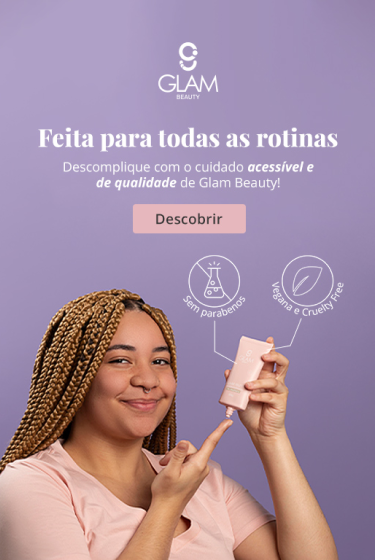 GLAM
BEAUTY
Feita para todas as rotinas
Descomplique com o cuidado acessível e
de qualidade de Glam Beauty!
Descobrir
Sem parabenos
Vegana e Cruelty Free